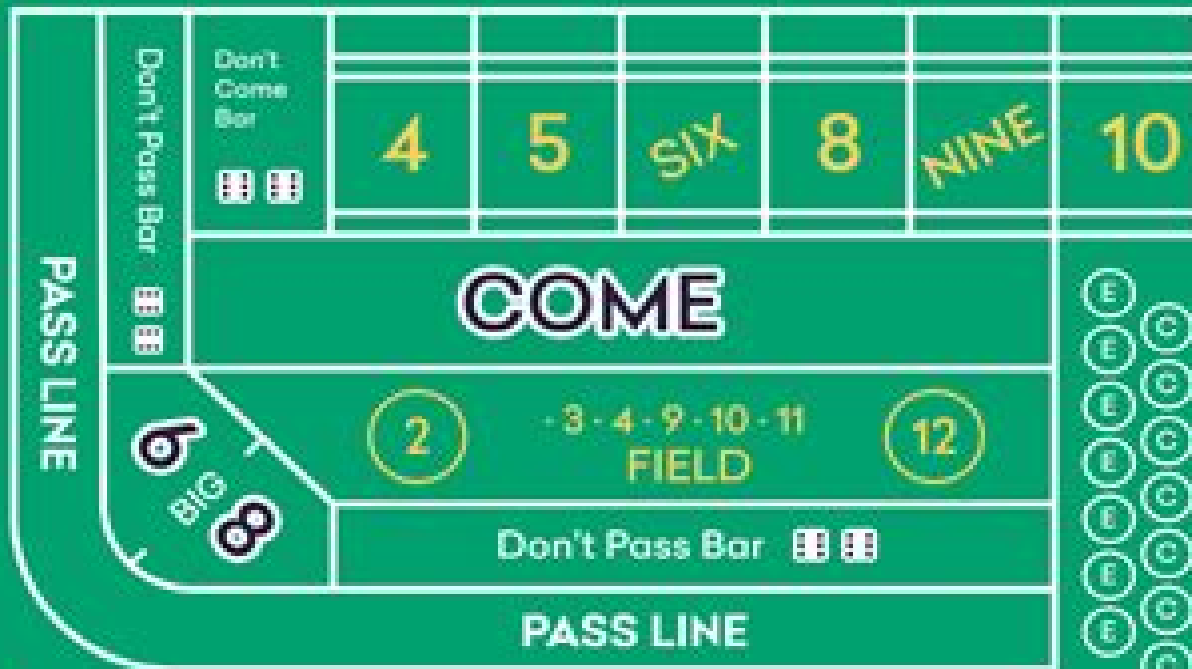 Don't
Come
Bar
4 5 SIX 8 NINE 10
Don't Pass Bar
PASS LINE
COME
2
· 3 · 4 · 9 · 10 · 11
FIELD
12
6
BIG
8
Don't Pass Bar
PASS LINE
E
E
E
E
E
E
E
C
C
C
C
C
C
C